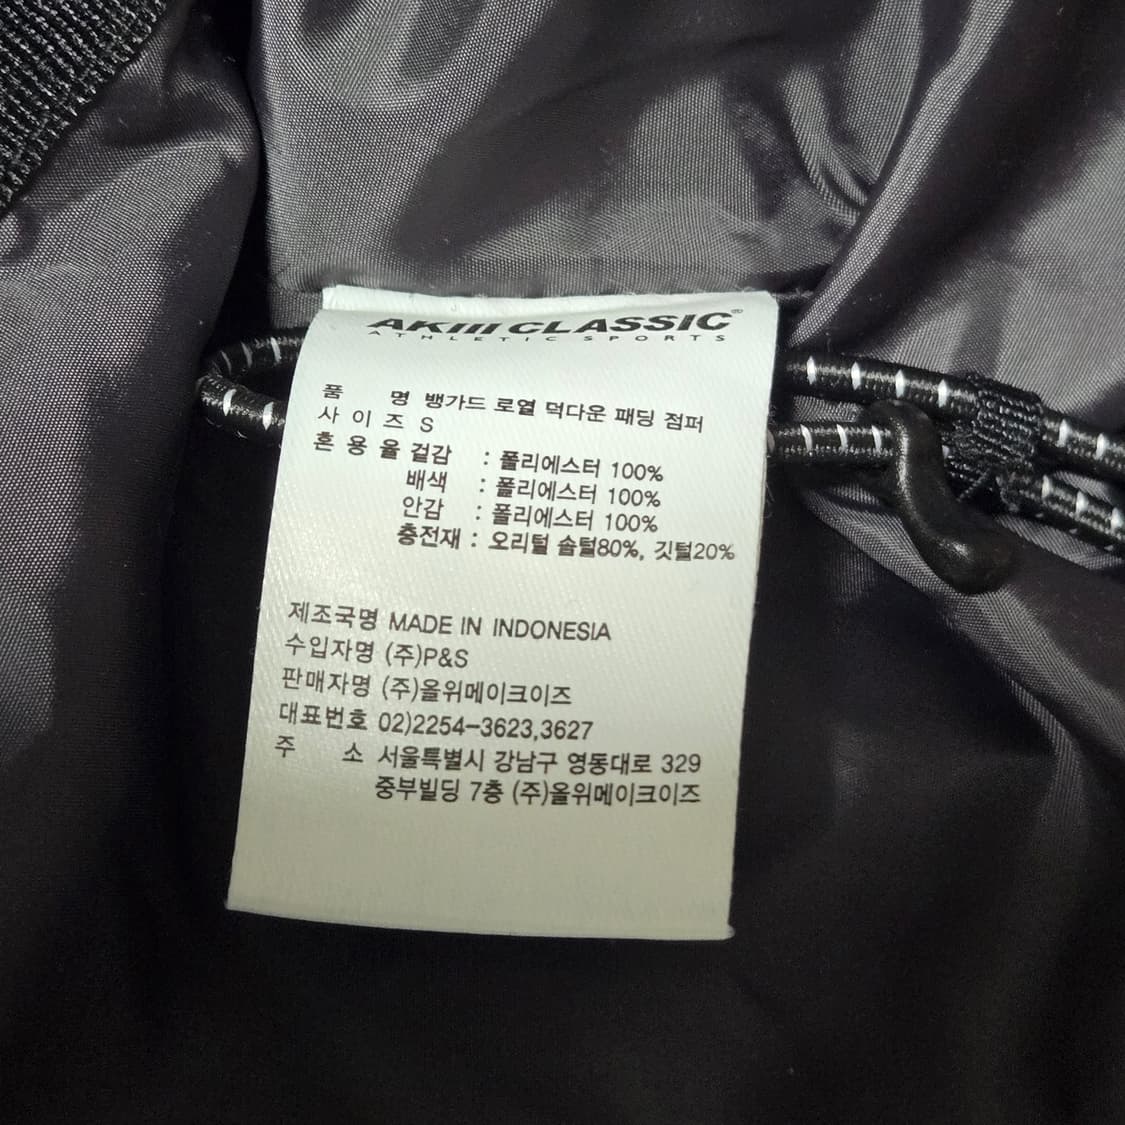 AKIII CLASSIC®
ATHLETIC SPORTS
품 명 뱅가드 로열 덕다운 패딩 점퍼
사 이 즈 S
혼 용 율 겉감 : 폴리에스터 100%
배색 : 폴리에스터 100%
안감 : 폴리에스터 100%
충전재 : 오리털 솜털80%, 깃털20%
제조국명 MADE IN INDONESIA
수입자명 (주)P&S
판매자명 (주)올위메이크이즈
대표번호 02)2254-3623,3627
주 소 서울특별시 강남구 영동대로 329
중부빌딩 7층 (주)올위메이크이즈